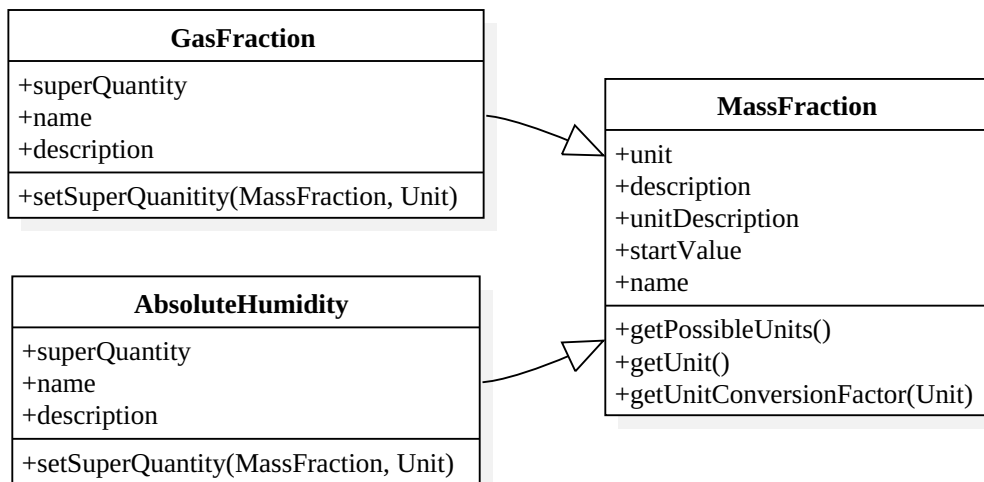 GasFraction
+superQuantity
+name
+description
+setSuperQuanitity(MassFraction, Unit)
AbsoluteHumidity
+superQuantity
+name
+description
+setSuperQuantity(MassFraction, Unit)
MassFraction
+unit
+description
+unitDescription
+startValue
+name
+getPossibleUnits()
+getUnit()
+getUnitConversionFactor(Unit)